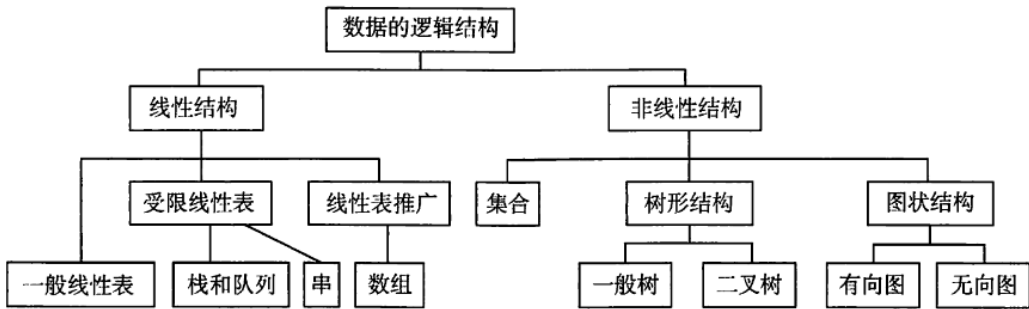 数据的逻辑结构
线性结构
非线性结构
受限线性表
线性表推广
集合
树形结构
图状结构
一般线性表
栈和队列
串
数组
一般树
二叉树
有向图
无向图